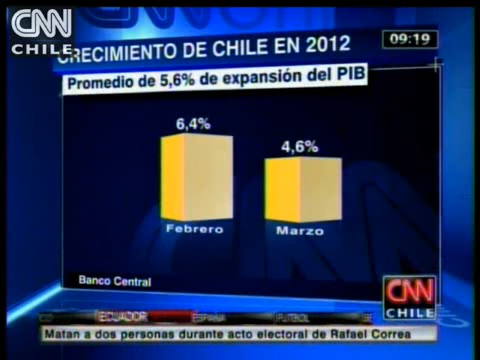 CNN
CHILE
CRECIMIENTO DE CHILE EN 2012
09:19
Promedio de 5,6% de expansión del PIB
6,4%
4,6%
Febrero
Marzo
Banco Central
CNN
CHILE
ECUADOR
ESPAÑA
FUTBOL
Matan a dos personas durante acto electoral de Rafael Correa